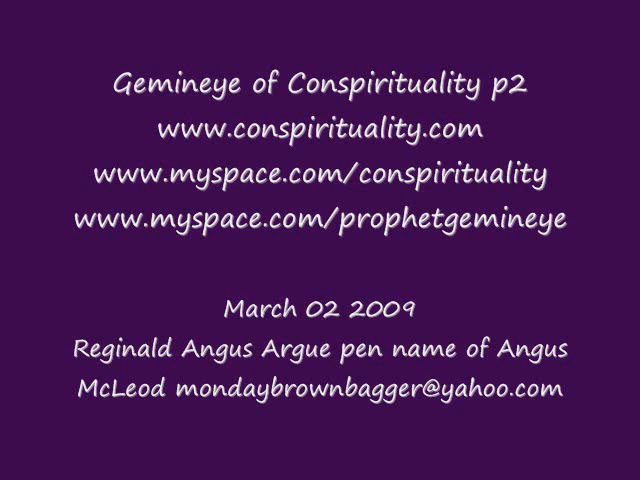 Gemineye of Conspirituality p2
www.conspirituality.com
www.myspace.com/conspirituality
www.myspace.com/prophetgemineye
March 02 2009
Reginald Angus Argue pen name of Angus
McLeod mondaybrownbagger@yahoo.com